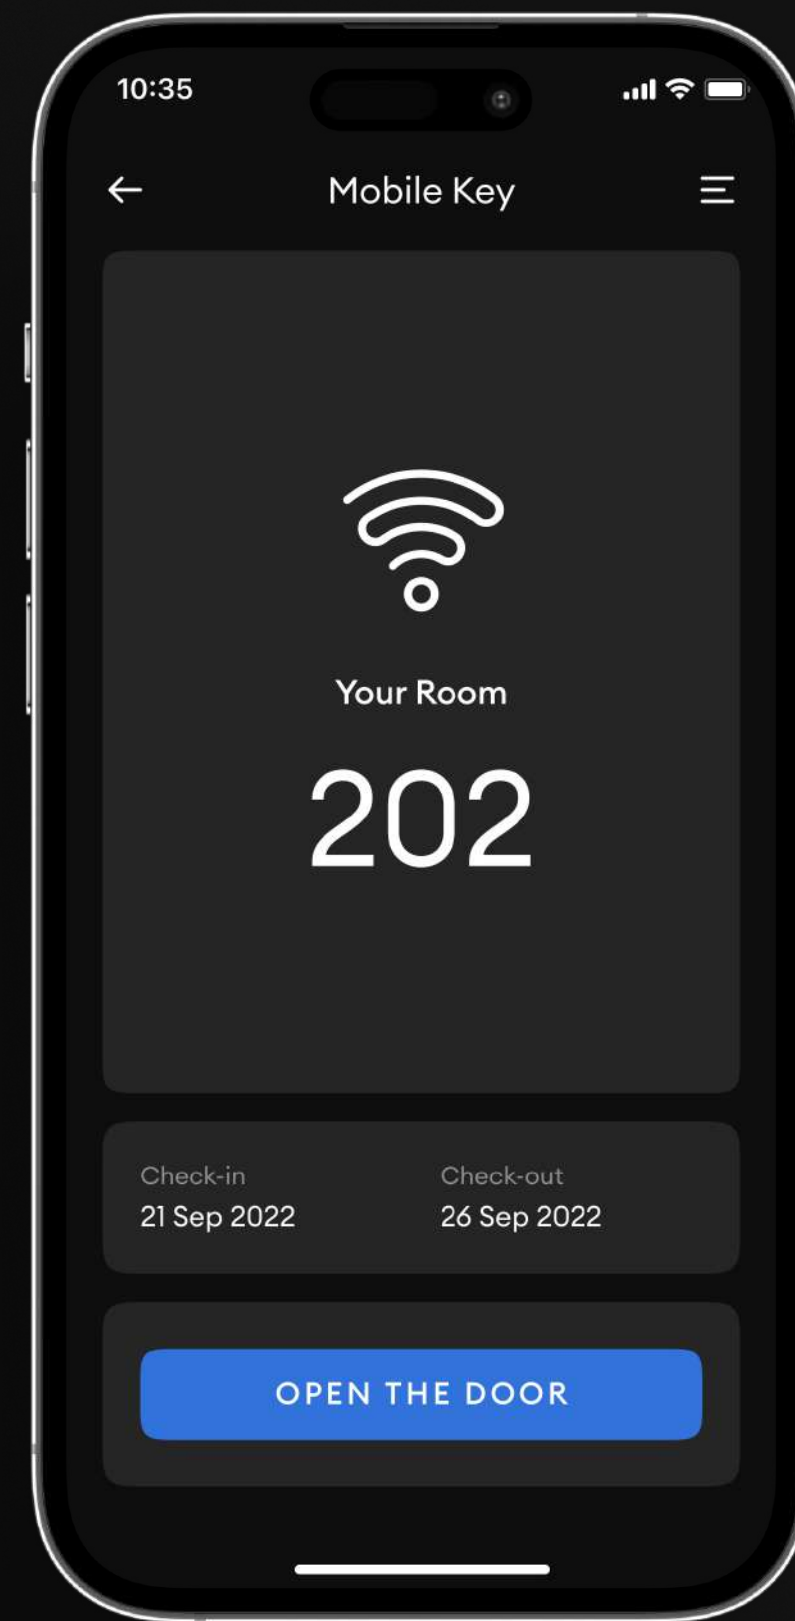 10:35
Mobile Key
Your Room
202
Check-in
Check-out
21 Sep 2022
26 Sep 2022
OPEN THE DOOR